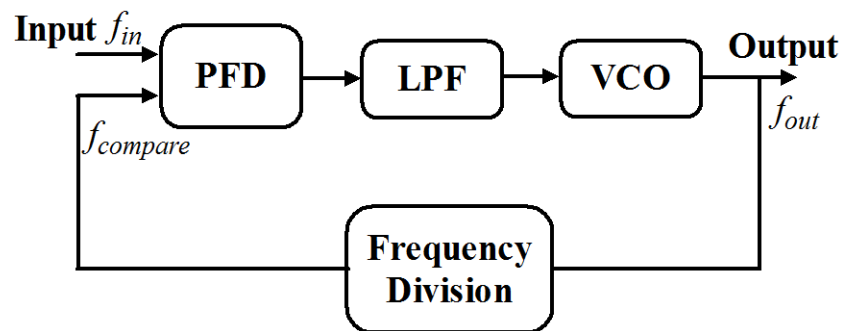 Input f_in
PFD
LPF
VCO
Output
f_out
f_compare
Frequency
Division